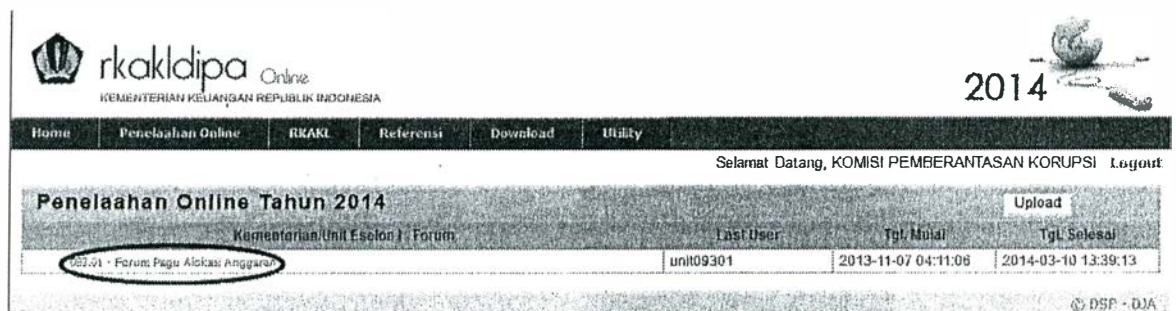 rkakldipa Online
KEMENTERIAN KEUANGAN REPUBLIK INDONESIA
2014
Home Penelaahan Online RKAKL Referensi Download Utility
Selamat Datang, KOMISI PEMBERANTASAN KORUPSI Logout
Penelaahan Online Tahun 2014
Upload
Kementerian/Unit Eselon I / Forum Last User Tgl. Mulai Tgl. Selesai
093.01 - Forum Pagu Alokasi Anggaran unit09301 2013-11-07 04:11:06 2014-03-10 13:39:13
© DSP - DJA